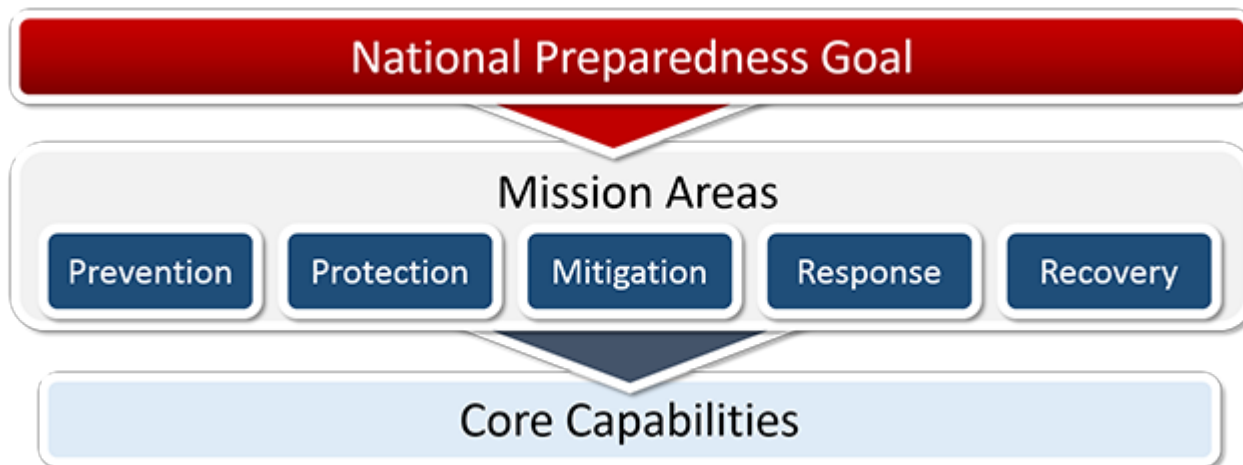 National Preparedness Goal
Mission Areas
Prevention
Protection
Mitigation
Response
Recovery
Core Capabilities